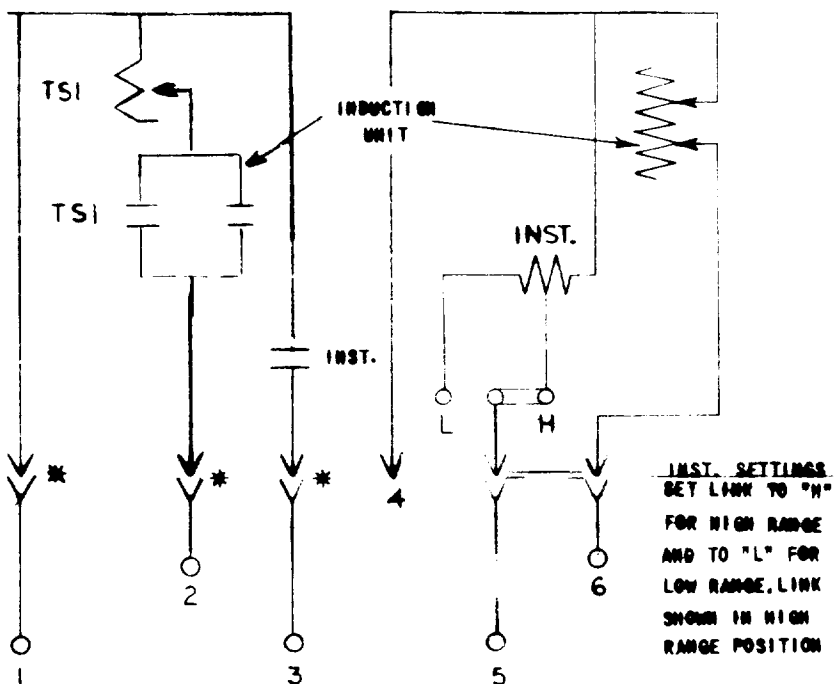 TSI
INDUCTION
UNIT
TSI
INST.
INST.
L
H
*
*
*
4
INST. SETTINGS
SET LINK TO "H"
FOR HIGH RANGE
AND TO "L" FOR
LOW RANGE. LINK
SHOWN IN HIGH
RANGE POSITION
2
6
1
3
5